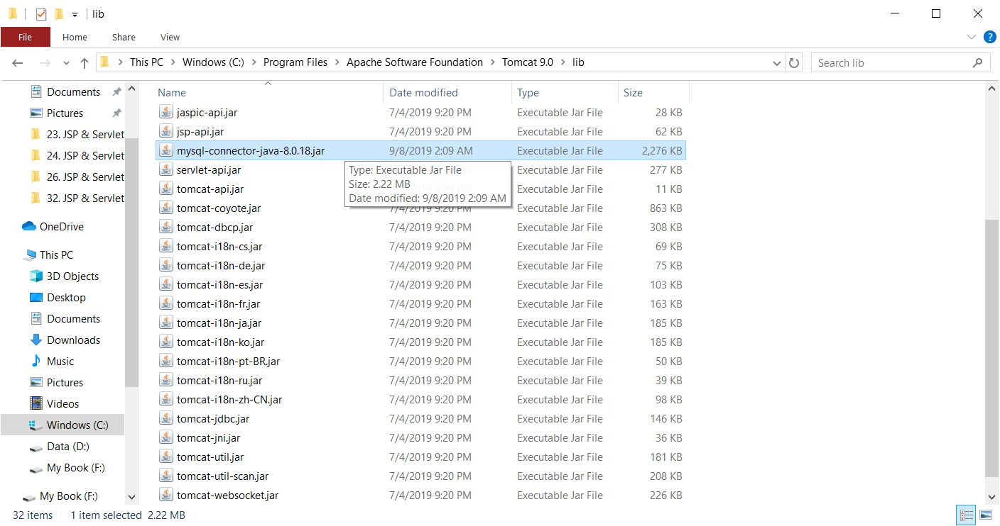 lib
File Home Share View
This PC Windows (C:) Program Files Apache Software Foundation Tomcat 9.0 lib
Search lib
Documents
Pictures
23. JSP & Servlet
24. JSP & Servlet
26. JSP & Servlet
32. JSP & Servlet
OneDrive
This PC
3D Objects
Desktop
Documents
Downloads
Music
Pictures
Videos
Windows (C:)
Data (D:)
My Book (F:)
My Book (F:)
Name Date modified Type Size
jaspic-api.jar 7/4/2019 9:20 PM Executable Jar File 28 KB
jsp-api.jar 7/4/2019 9:20 PM Executable Jar File 62 KB
mysql-connector-java-8.0.18.jar 9/8/2019 2:09 AM Executable Jar File 2,276 KB
servlet-api.jar Executable Jar File 277 KB
tomcat-api.jar Executable Jar File 11 KB
Type: Executable Jar File
Size: 2.22 MB
Date modified: 9/8/2019 2:09 AM
tomcat-coyote.jar 7/4/2019 9:20 PM Executable Jar File 863 KB
tomcat-dbcp.jar 7/4/2019 9:20 PM Executable Jar File 308 KB
tomcat-i18n-cs.jar 7/4/2019 9:20 PM Executable Jar File 69 KB
tomcat-i18n-de.jar 7/4/2019 9:20 PM Executable Jar File 75 KB
tomcat-i18n-es.jar 7/4/2019 9:20 PM Executable Jar File 103 KB
tomcat-i18n-fr.jar 7/4/2019 9:20 PM Executable Jar File 163 KB
tomcat-i18n-ja.jar 7/4/2019 9:20 PM Executable Jar File 185 KB
tomcat-i18n-ko.jar 7/4/2019 9:20 PM Executable Jar File 185 KB
tomcat-i18n-pt-BR.jar 7/4/2019 9:20 PM Executable Jar File 50 KB
tomcat-i18n-ru.jar 7/4/2019 9:20 PM Executable Jar File 39 KB
tomcat-i18n-zh-CN.jar 7/4/2019 9:20 PM Executable Jar File 98 KB
tomcat-jdbc.jar 7/4/2019 9:20 PM Executable Jar File 146 KB
tomcat-jni.jar 7/4/2019 9:20 PM Executable Jar File 36 KB
tomcat-util.jar 7/4/2019 9:20 PM Executable Jar File 181 KB
tomcat-util-scan.jar 7/4/2019 9:20 PM Executable Jar File 208 KB
tomcat-websocket.jar 7/4/2019 9:20 PM Executable Jar File 226 KB
32 items 1 item selected 2.22 MB